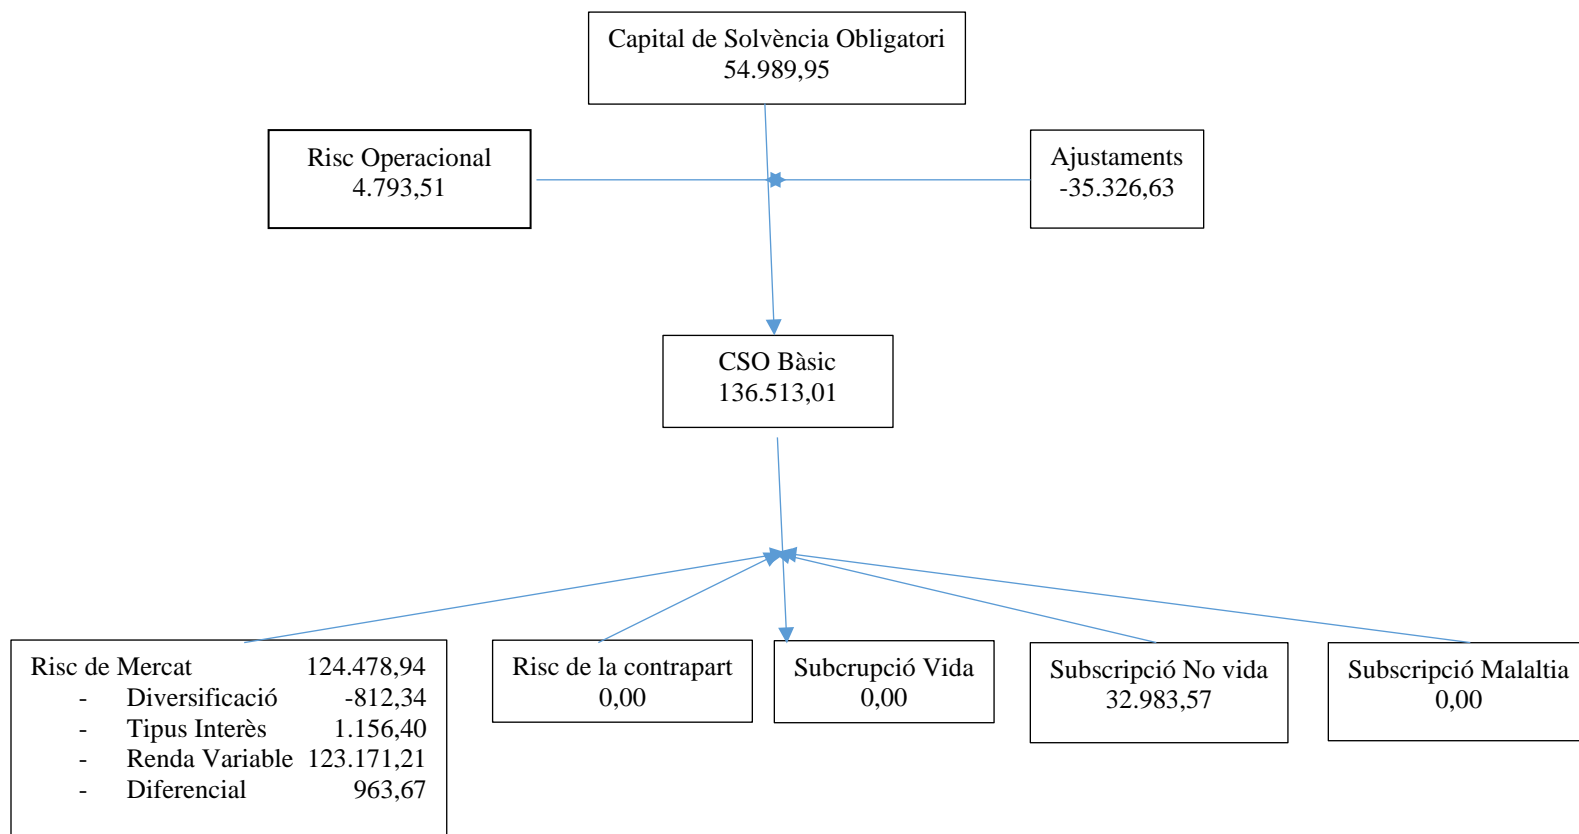 Capital de Solvència Obligatori
54.989,95
Risc Operacional
4.793,51
Ajustaments
-35.326,63
CSO Bàsic
136.513,01
Risc de Mercat 124.478,94
- Diversificació -812,34
- Tipus Interès 1.156,40
- Renda Variable 123.171,21
- Diferencial 963,67
Risc de la contrapart
0,00
Subcrupció Vida
0,00
Subscripció No vida
32.983,57
Subscripció Malaltia
0,00